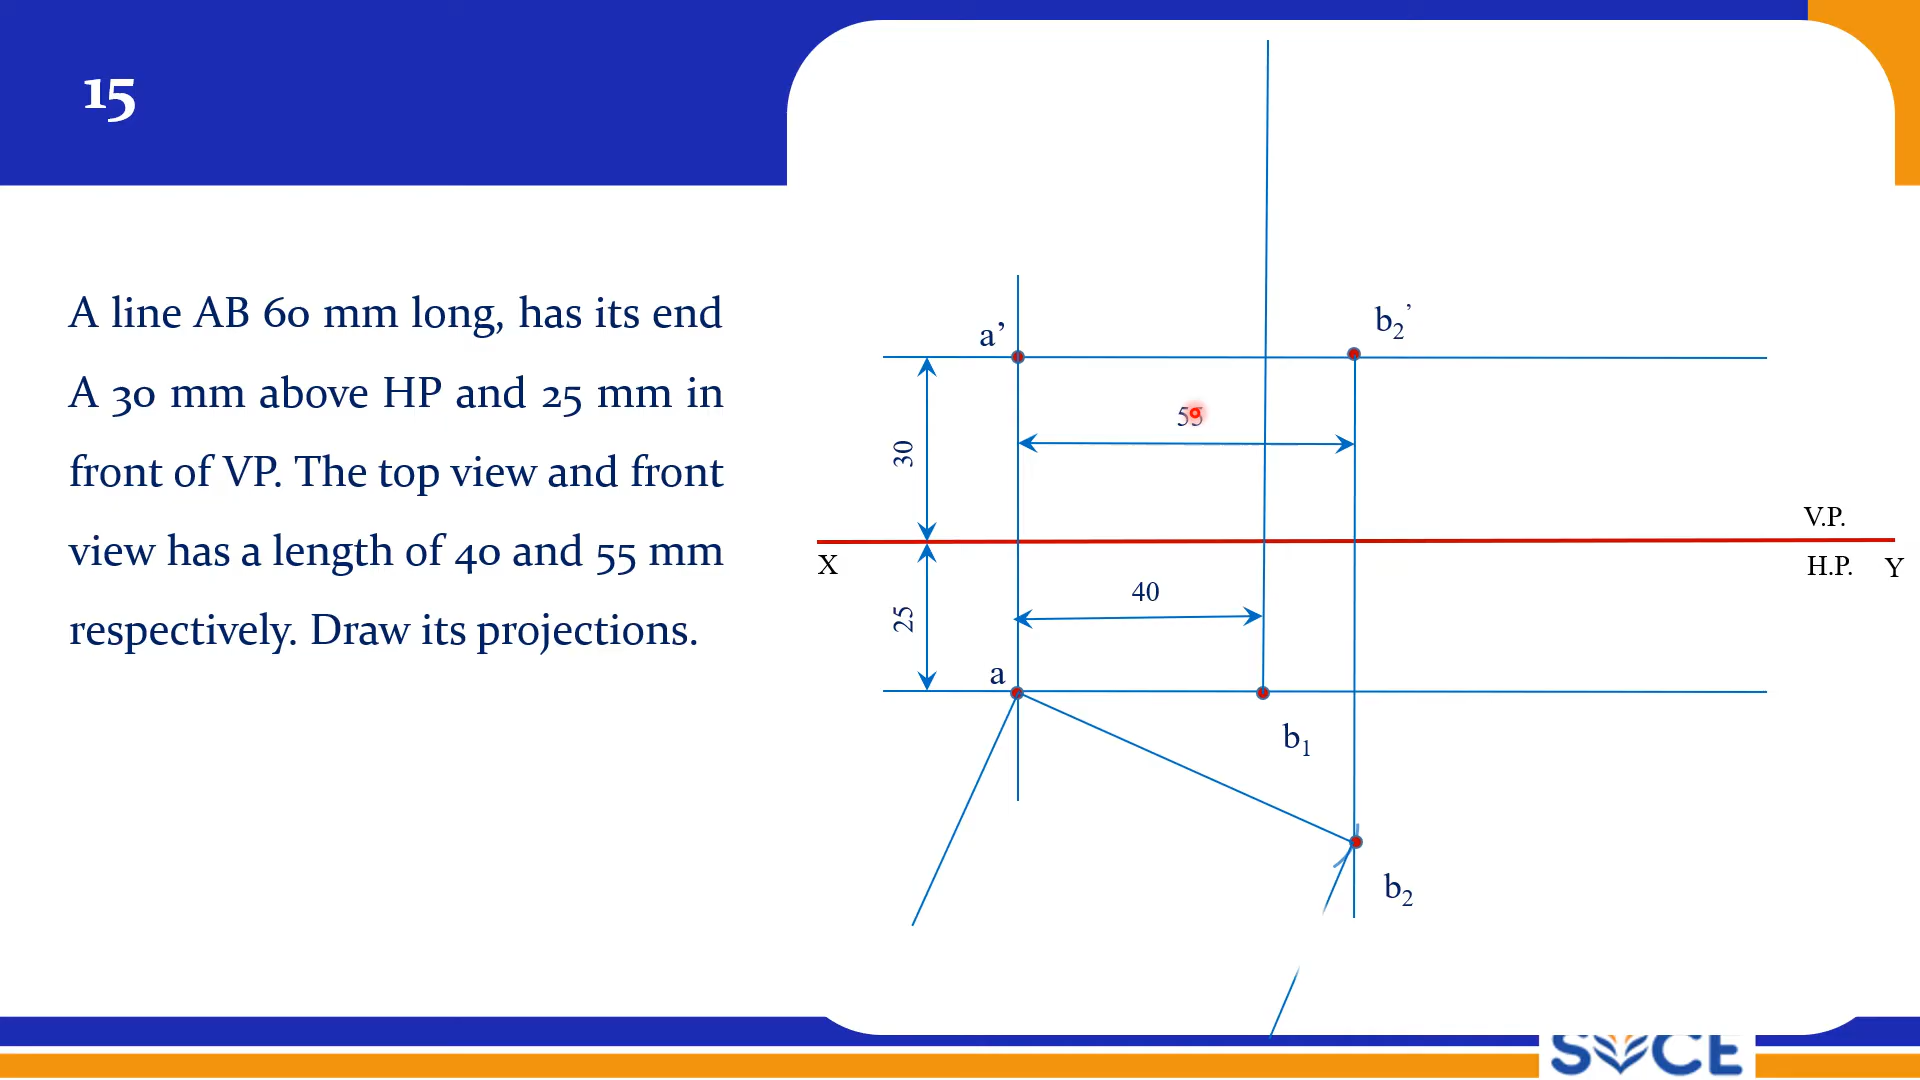 15
A line AB 60 mm long, has its end
A 30 mm above HP and 25 mm in
front of VP. The top view and front
view has a length of 40 and 55 mm
respectively. Draw its projections.
a’
b₂’
55
30
V.P.
X
H.P. Y
40
25
a
b₁
b₂